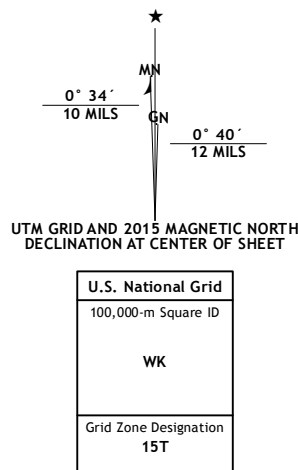 MN
0° 34´
10 MILS
GN
0° 40´
12 MILS
UTM GRID AND 2015 MAGNETIC NORTH
DECLINATION AT CENTER OF SHEET
U.S. National Grid
100,000-m Square ID
WK
Grid Zone Designation
15T